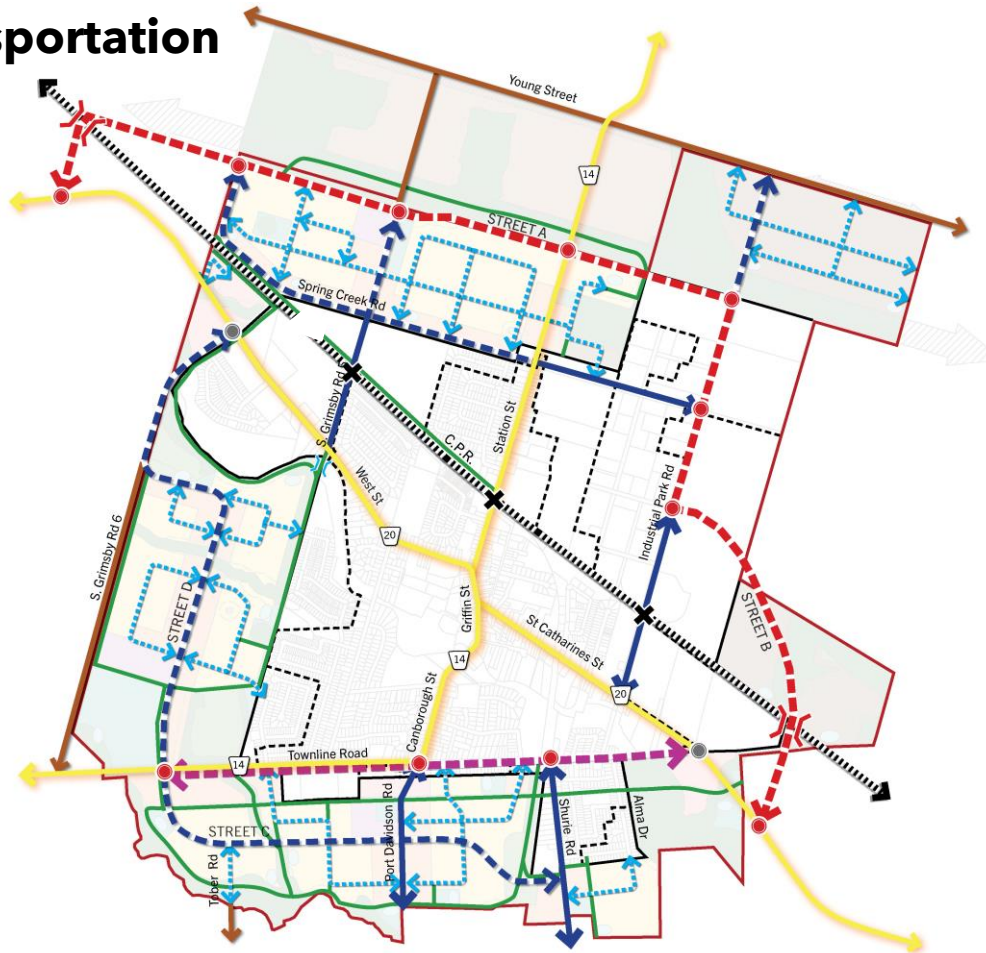 sportation
Young Street
14
STREET A
Spring Creek Rd
S. Grimsby Rd
Station St
C.P.R.
West St
20
Industrial Park Rd
S. Grimsby Rd 6
STREET D
STREET B
Griffin St
St Catharines St
14
20
Canborough St
Townline Road
14
STREET C
Port Davidson Rd
Shurie Rd
Alma Dr
Tober Rd